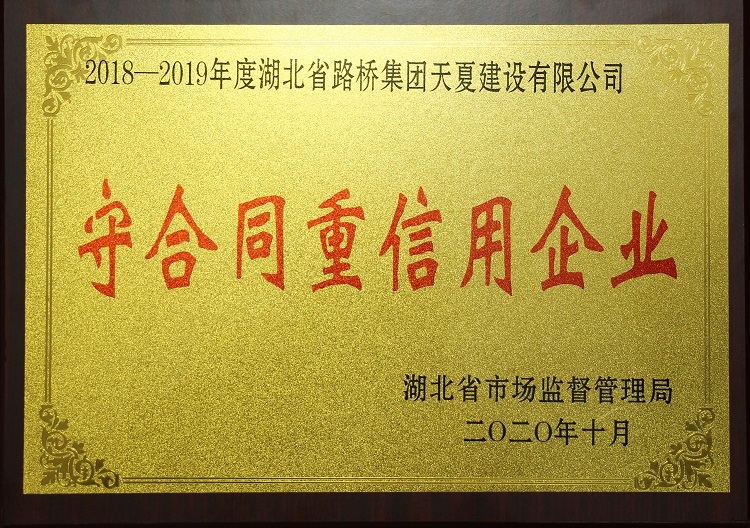 2018—2019年度湖北省路桥集团天夏建设有限公司
守合同重信用企业
湖北省市场监督管理局
二〇二〇年十月